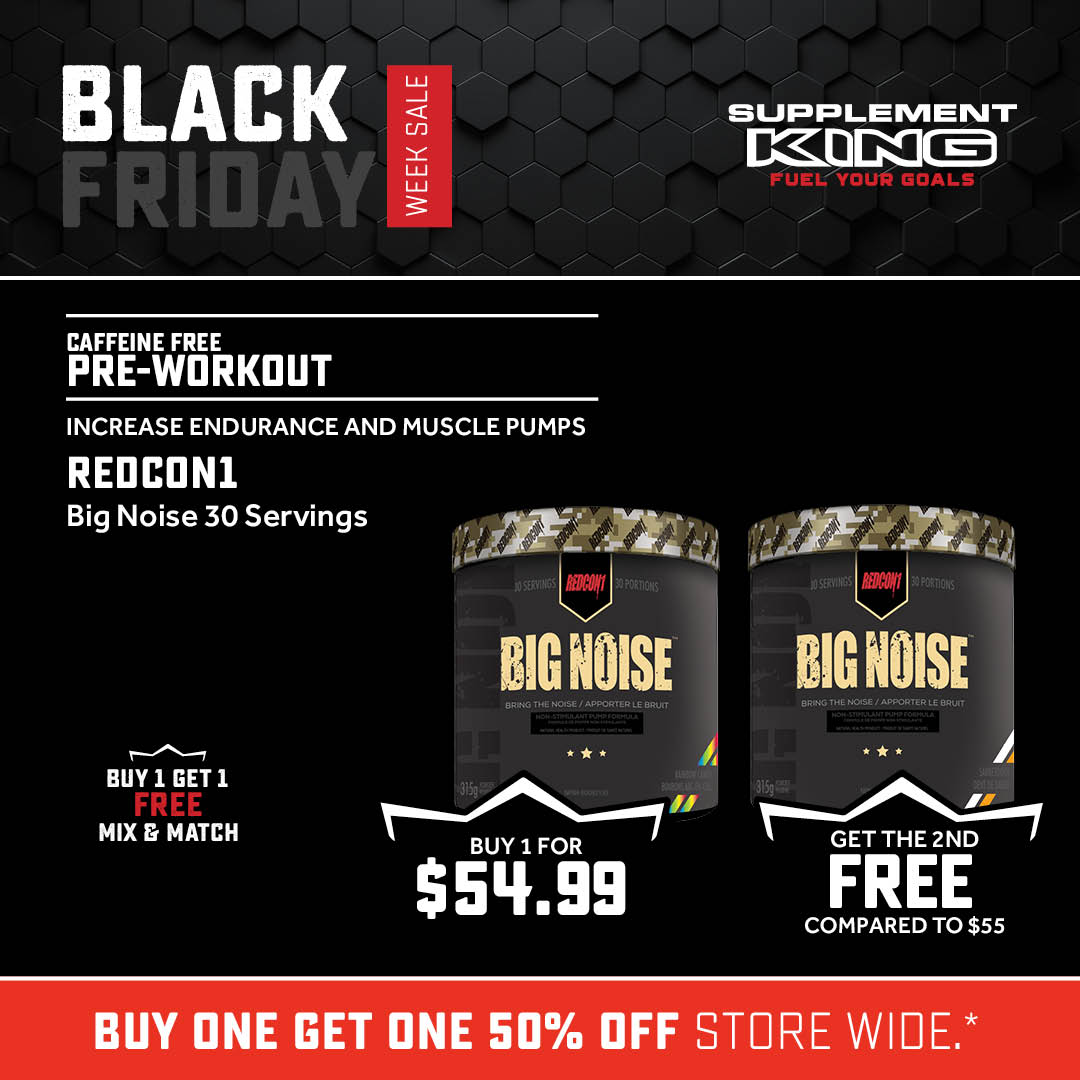 BLACK
FRIDAY
WEEK SALE
SUPPLEMENT
KING
FUEL YOUR GOALS
CAFFEINE FREE
PRE-WORKOUT
INCREASE ENDURANCE AND MUSCLE PUMPS
REDCON1
Big Noise 30 Servings
30 SERVINGS REDCON1 30 PORTIONS
BIG NOISE™
BRING THE NOISE / APPORTER LE BRUIT
NON-STIMULANT PUMP FORMULA
315g
RAINBOW CANDY
30 SERVINGS REDCON1 30 PORTIONS
BIG NOISE™
BRING THE NOISE / APPORTER LE BRUIT
NON-STIMULANT PUMP FORMULA
315g
BUY 1 GET 1
FREE
MIX & MATCH
BUY 1 FOR
$54.99
GET THE 2ND
FREE
COMPARED TO $55
BUY ONE GET ONE 50% OFF STORE WIDE.*